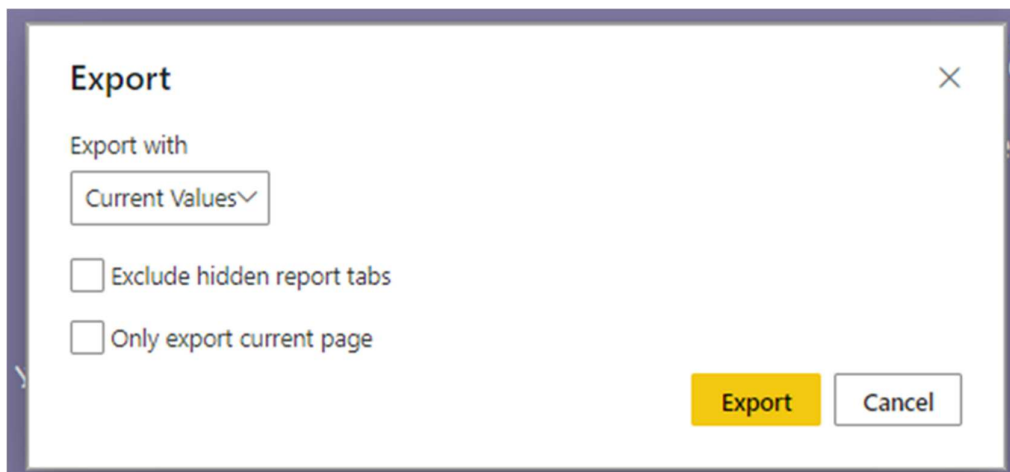 Export
Export with
Current Values
Exclude hidden report tabs
Only export current page
Export
Cancel